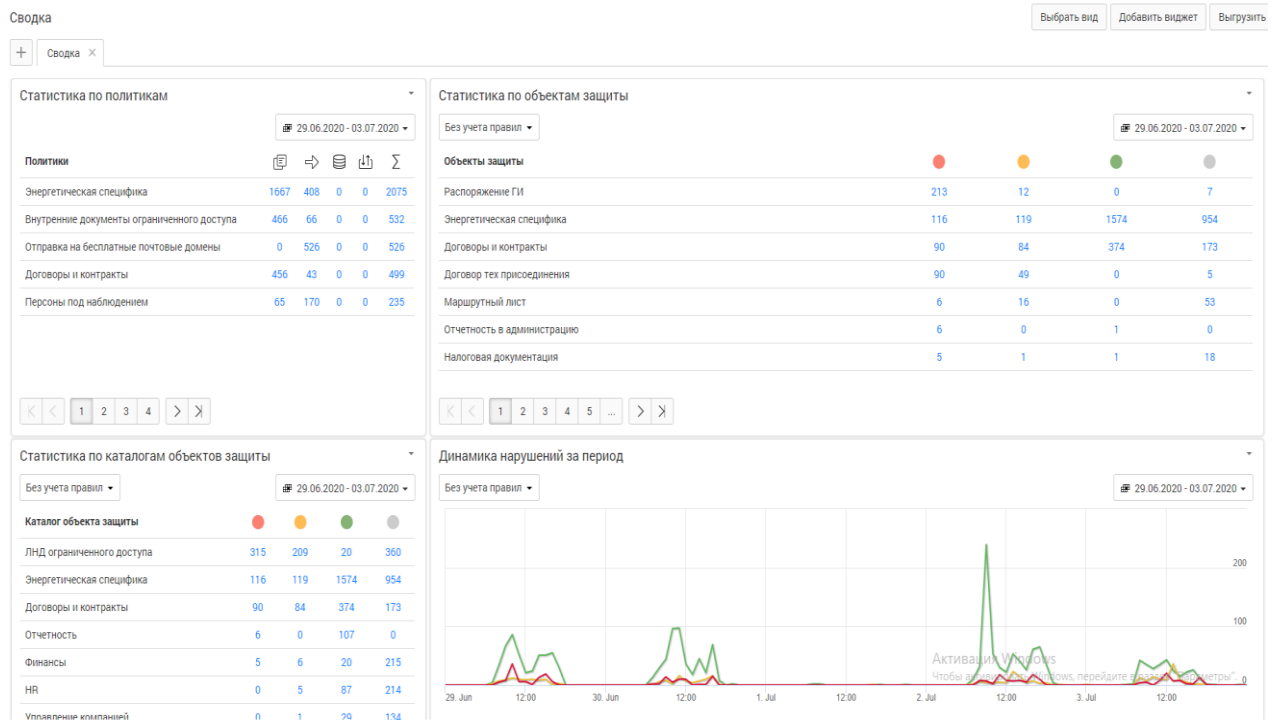 Сводка
Выбрать вид Добавить виджет Выгрузить
+ Сводка ×
Статистика по политикам
29.06.2020 - 03.07.2020
Политики Σ
Энергетическая специфика 1667 408 0 0 2075
Внутренние документы ограниченного доступа 466 66 0 0 532
Отправка на бесплатные почтовые домены 0 526 0 0 526
Договоры и контракты 456 43 0 0 499
Персоны под наблюдением 65 170 0 0 235
1 2 3 4
Статистика по объектам защиты
Без учета правил 29.06.2020 - 03.07.2020
Объекты защиты
Распоряжение ГИ 213 12 0 7
Энергетическая специфика 116 119 1574 954
Договоры и контракты 90 84 374 173
Договор тех присоединения 90 49 0 5
Маршрутный лист 6 16 0 53
Отчетность в администрацию 6 0 1 0
Налоговая документация 5 1 1 18
1 2 3 4 5 ...
Статистика по каталогам объектов защиты
Без учета правил 29.06.2020 - 03.07.2020
Каталог объекта защиты
ЛНД ограниченного доступа 315 209 20 360
Энергетическая специфика 116 119 1574 954
Договоры и контракты 90 84 374 173
Отчетность 6 0 107 0
Финансы 5 6 20 215
HR 0 5 87 214
Управление компанией 0 1 29 134
Динамика нарушений за период
Без учета правил 29.06.2020 - 03.07.2020
200
100
0
29. Jun 12:00 30. Jun 12:00 1. Jul 12:00 2. Jul 12:00 3. Jul 12:00
Активация Windows
Чтобы Windows, перейдите в